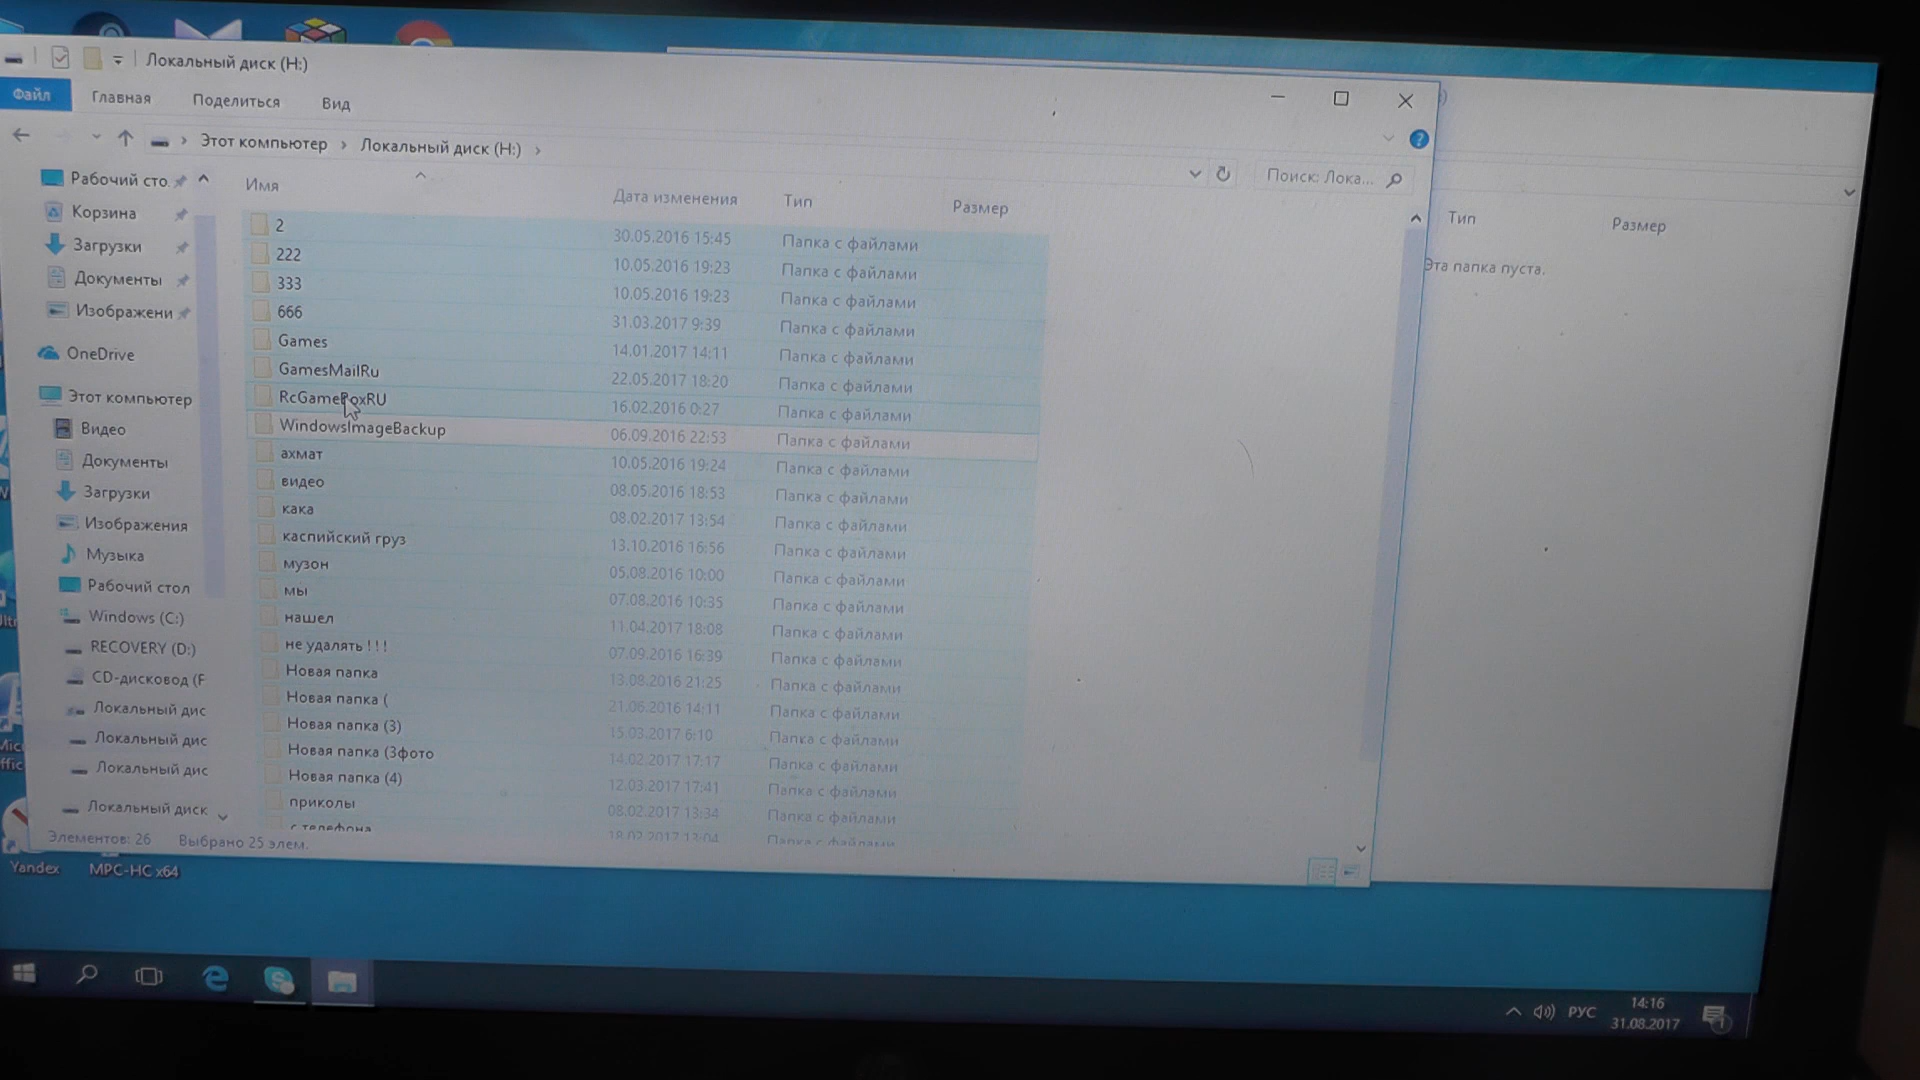 Локальный диск (H:)
Файл Главная Поделиться Вид
Этот компьютер › Локальный диск (H:) ›
Поиск: Лока...
Имя Дата изменения Тип Размер
2 30.05.2016 15:45 Папка с файлами
222 10.05.2016 19:23 Папка с файлами
333 10.05.2016 19:23 Папка с файлами
666 31.03.2017 9:39 Папка с файлами
Games 14.01.2017 14:11 Папка с файлами
GamesMailRu 22.05.2017 18:20 Папка с файлами
RcGameBoxRU 16.02.2016 0:27 Папка с файлами
WindowsImageBackup 06.09.2016 22:53 Папка с файлами
ахмат 10.05.2016 19:24 Папка с файлами
видео 08.05.2016 18:53 Папка с файлами
кака 08.02.2017 13:54 Папка с файлами
каспийский груз 13.10.2016 16:56 Папка с файлами
музон 05.08.2016 10:00 Папка с файлами
мы 07.08.2016 10:35 Папка с файлами
нашел 11.04.2017 18:08 Папка с файлами
не удалять ! ! ! 07.09.2016 16:39 Папка с файлами
Новая папка 13.08.2016 21:25 Папка с файлами
Новая папка ( 21.06.2016 14:11 Папка с файлами
Новая папка (3) 15.03.2017 6:10 Папка с файлами
Новая папка (3фото 14.02.2017 17:17 Папка с файлами
Новая папка (4) 12.03.2017 17:41 Папка с файлами
приколы 08.02.2017 13:34 Папка с файлами
с телефона 18.02.2017 13:04 Папка с файлами
Рабочий сто.
Корзина
Загрузки
Документы
Изображени
OneDrive
Этот компьютер
Видео
Документы
Загрузки
Изображения
Музыка
Рабочий стол
Windows (C:)
RECOVERY (D:)
CD-дисковод (F
Локальный дис
Локальный дис
Локальный дис
Локальный диск
Элементов: 26 Выбрано 25 элем.
Тип Размер
Эта папка пуста.
Yandex MPC-HC x64
РУС
14:16
31.08.2017